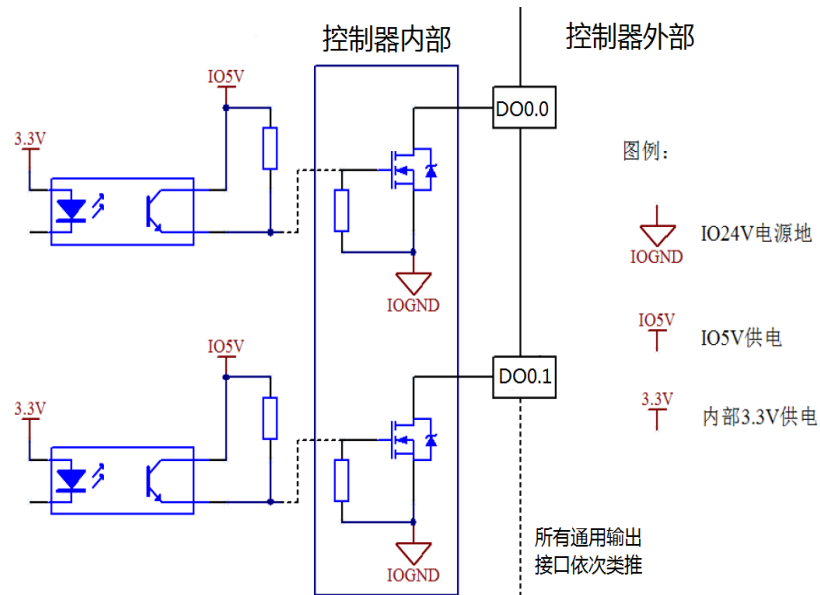 控制器内部
控制器外部
IO5V
3.3V
DO0.0
图例：
IOGND
IO24V电源地
IOGND
IO5V
IO5V供电
IO5V
3.3V
DO0.1
3.3V
内部3.3V供电
IOGND
所有通用输出
接口依次类推